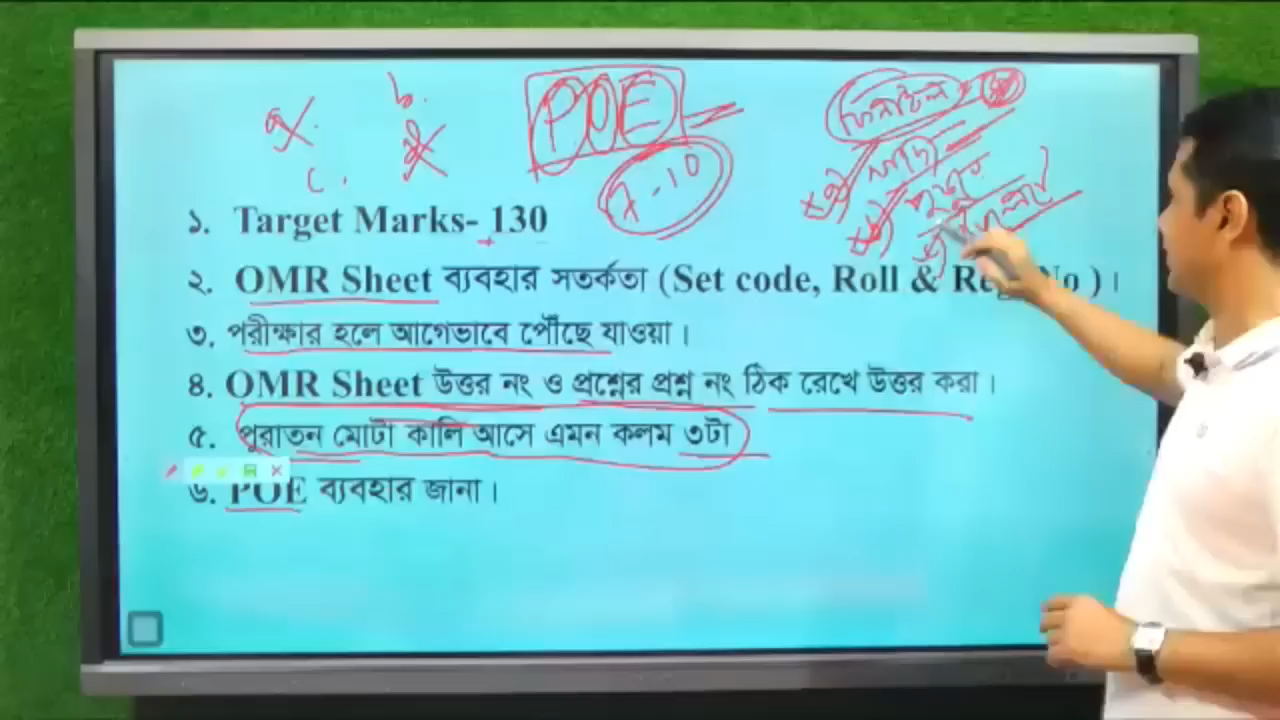 a.
b.
c.
POE
7-10
১. Target Marks- 130
২. OMR Sheet ব্যবহার সতর্কতা (Set code, Roll & Reg. No )।
৩. পরীক্ষার হলে আগেভাবে পৌঁছে যাওয়া।
৪. OMR Sheet উত্তর নং ও প্রশ্নের প্রশ্ন নং ঠিক রেখে উত্তর করা।
৫. পুরাতন মোটা কালি আসে এমন কলম ৩টা
৬. POE ব্যবহার জানা।